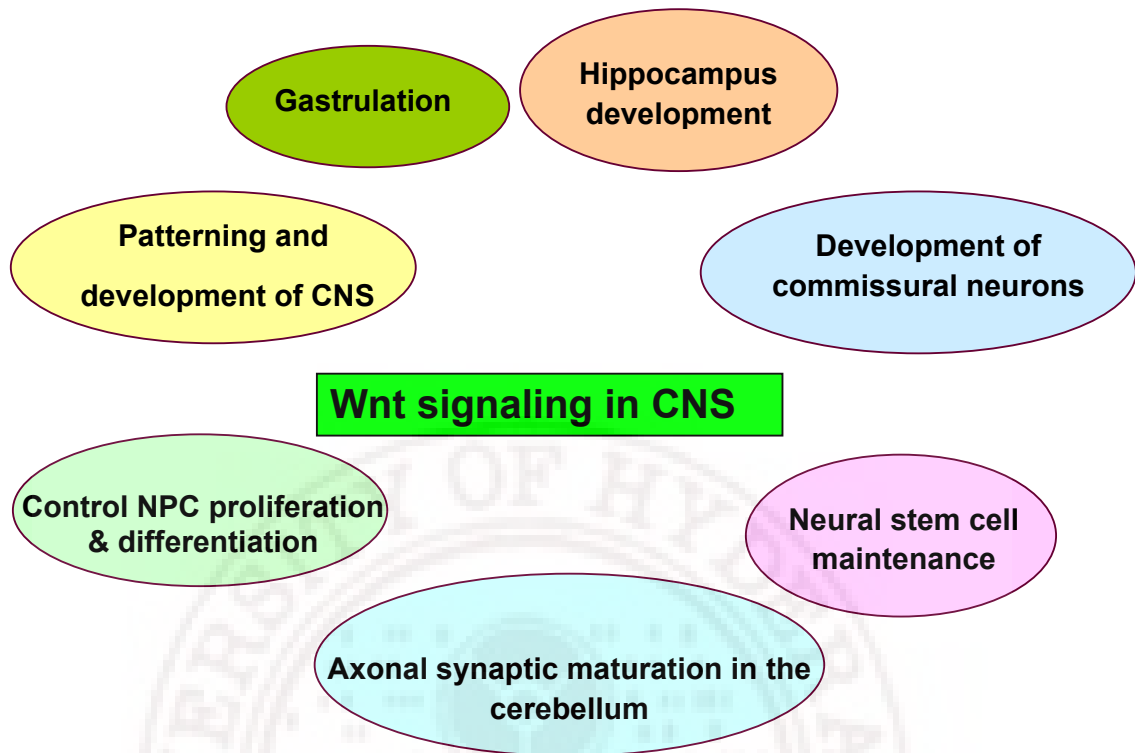 Gastrulation
Hippocampus
development
Patterning and
development of CNS
Development of
commissural neurons
Wnt signaling in CNS
Control NPC proliferation
& differentiation
Neural stem cell
maintenance
Axonal synaptic maturation in the
cerebellum